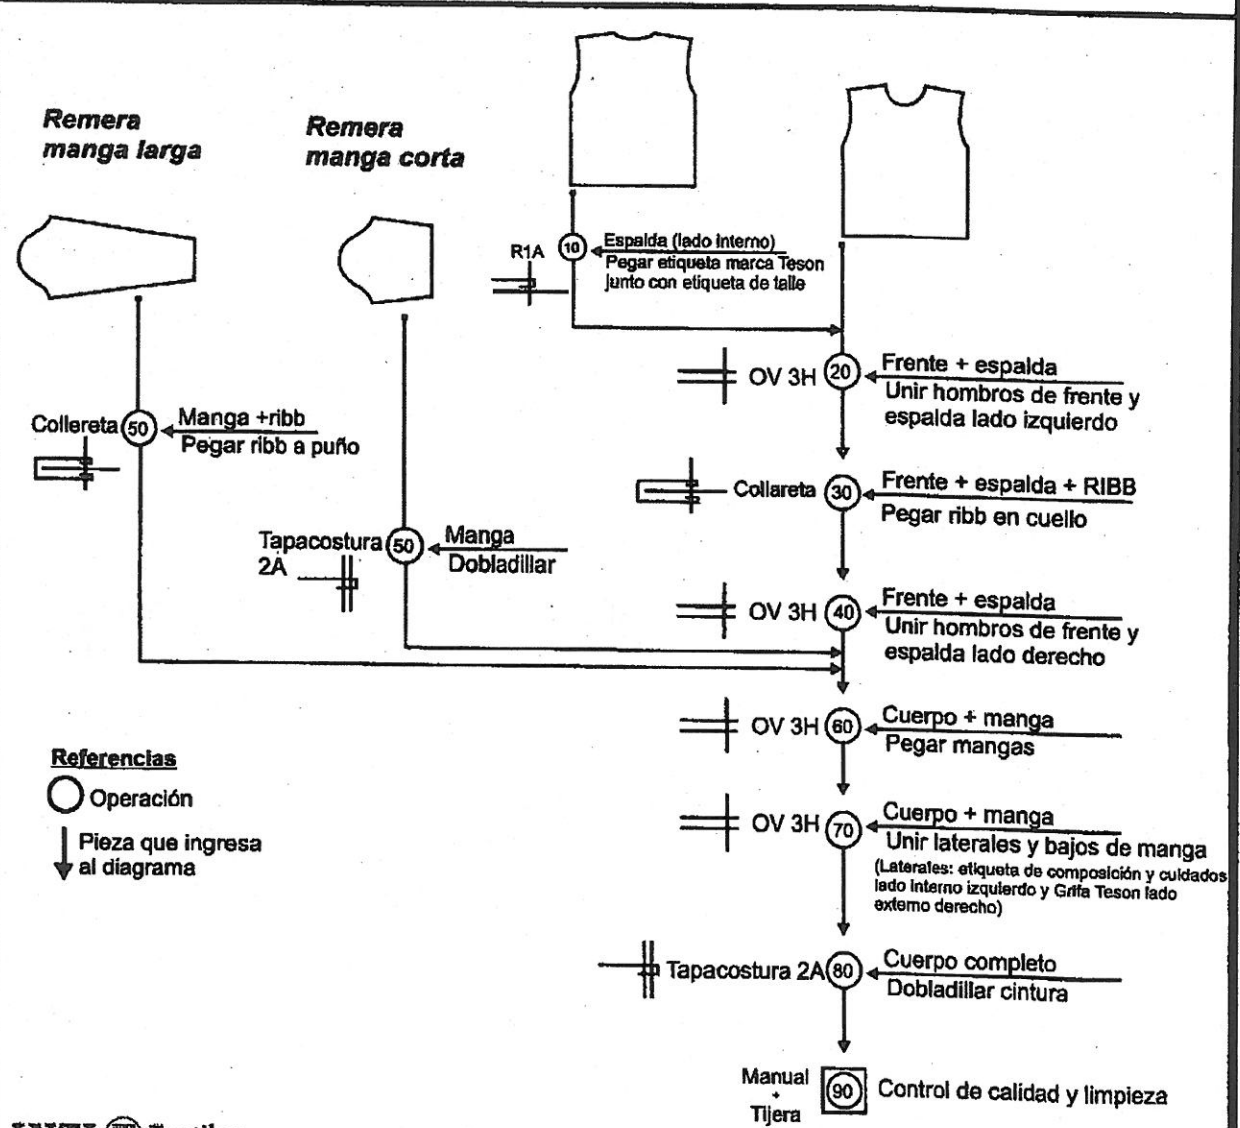 Remera
manga larga
Remera
manga corta
R1A
10
Espalda (lado interno)
Pegar etiqueta marca Teson
junto con etiqueta de talle
OV 3H
20
Frente + espalda
Unir hombros de frente y
espalda lado izquierdo
Collereta
50
Manga +ribb
Pegar ribb a puño
Collareta
30
Frente + espalda + RIBB
Pegar ribb en cuello
Tapacostura
2A
50
Manga
Dobladillar
OV 3H
40
Frente + espalda
Unir hombros de frente y
espalda lado derecho
OV 3H
60
Cuerpo + manga
Pegar mangas
Referencias
Operación
Pieza que ingresa
al diagrama
OV 3H
70
Cuerpo + manga
Unir laterales y bajos de manga
(Laterales: etiqueta de composición y cuidados
lado interno izquierdo y Grifa Teson lado
externo derecho)
Tapacostura 2A
80
Cuerpo completo
Dobladillar cintura
Manual
+
Tijera
90
Control de calidad y limpieza